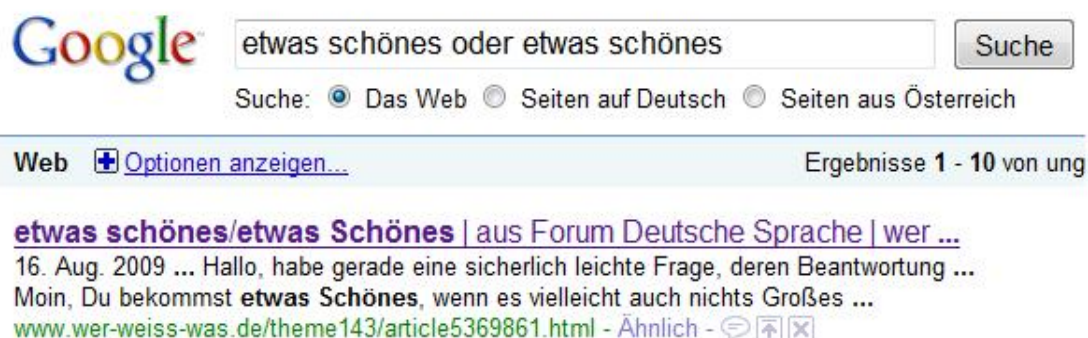 Google etwas schönes oder etwas schönes Suche
Suche: Das Web Seiten auf Deutsch Seiten aus Österreich
Web Optionen anzeigen... Ergebnisse 1 - 10 von ung
etwas schönes/etwas Schönes | aus Forum Deutsche Sprache | wer ...
16. Aug. 2009 ... Hallo, habe gerade eine sicherlich leichte Frage, deren Beantwortung ...
Moin, Du bekommst etwas Schönes, wenn es vielleicht auch nichts Großes ...
www.wer-weiss-was.de/theme143/article5369861.html - Ähnlich -